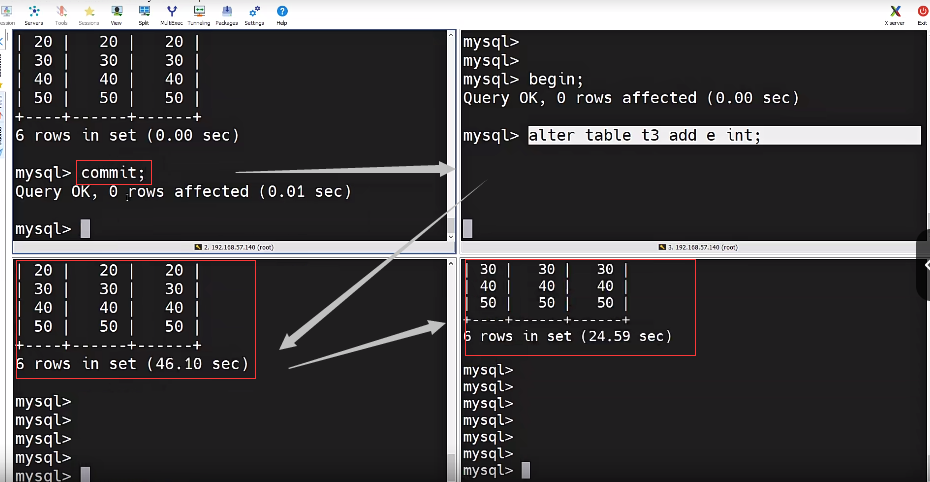 ession Servers Tools Sessions View Split MultiExec Tunneling Packages Settings Help X server Exit
| 20 | 20 | 20 |
| 30 | 30 | 30 |
| 40 | 40 | 40 |
| 50 | 50 | 50 |
+----+------+------+
6 rows in set (0.00 sec)
mysql> commit;
Query OK, 0 rows affected (0.01 sec)
mysql>
2. 192.168.57.140 (root)
mysql>
mysql>
mysql> begin;
Query OK, 0 rows affected (0.00 sec)
mysql> alter table t3 add e int;
3. 192.168.57.140 (root)
| 20 | 20 | 20 |
| 30 | 30 | 30 |
| 40 | 40 | 40 |
| 50 | 50 | 50 |
+----+------+------+
6 rows in set (46.10 sec)
mysql>
mysql>
mysql>
mysql>
mysql>
| 30 | 30 | 30 |
| 40 | 40 | 40 |
| 50 | 50 | 50 |
+----+------+------+
6 rows in set (24.59 sec)
mysql>
mysql>
mysql>
mysql>
mysql>
mysql>
mysql>